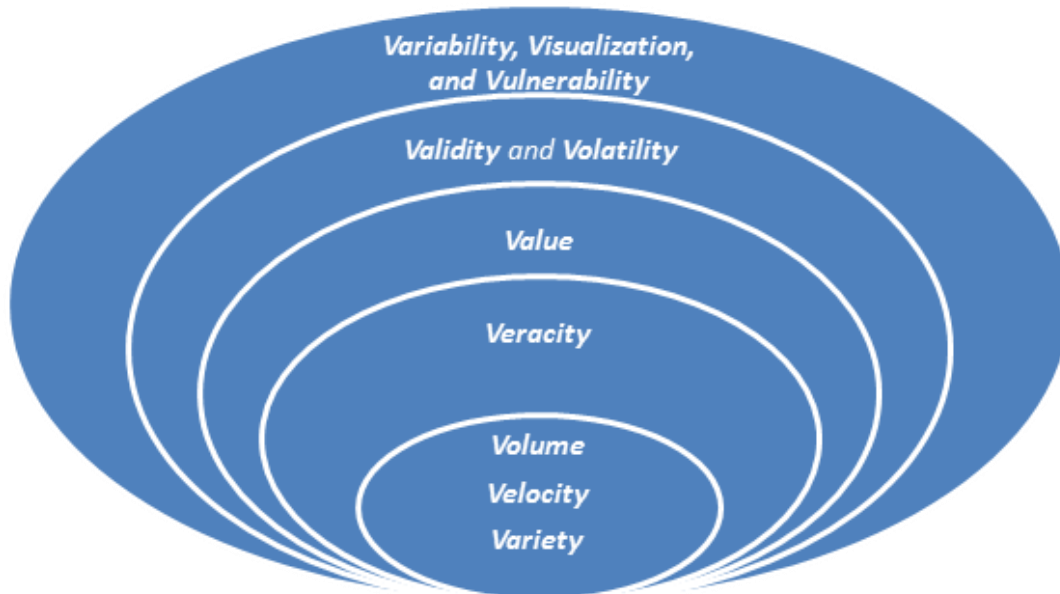 Variability, Visualization,
and Vulnerability
Validity and Volatility
Value
Veracity
Volume
Velocity
Variety